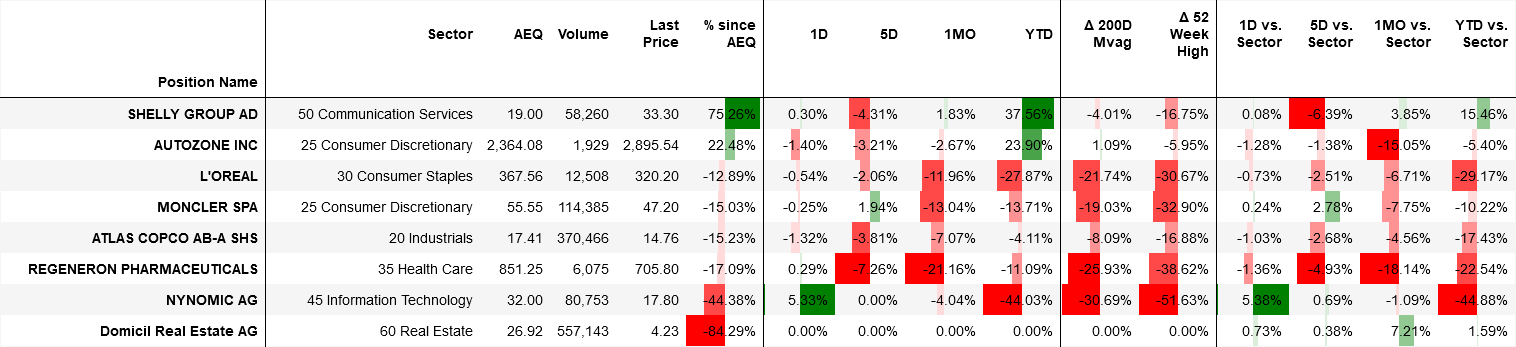 Position Name Sector AEQ Volume Last Price % since AEQ 1D 5D 1MO YTD Δ 200D Mvag Δ 52 Week High 1D vs. Sector 5D vs. Sector 1MO vs. Sector YTD vs. Sector
SHELLY GROUP AD 50 Communication Services 19.00 58,260 33.30 75.26% 0.30% -4.31% 1.83% 37.56% -4.01% -16.75% 0.08% -6.39% 3.85% 15.46%
AUTOZONE INC 25 Consumer Discretionary 2,364.08 1,929 2,895.54 22.48% -1.40% -3.21% -2.67% 23.90% 1.09% -5.95% -1.28% -1.38% -15.05% -5.40%
L'OREAL 30 Consumer Staples 367.56 12,508 320.20 -12.89% -0.54% -2.06% -11.96% -27.87% -21.74% -30.67% -0.73% -2.51% -6.71% -29.17%
MONCLER SPA 25 Consumer Discretionary 55.55 114,385 47.20 -15.03% -0.25% 1.94% -13.04% -13.71% -19.03% -32.90% 0.24% 2.78% -7.75% -10.22%
ATLAS COPCO AB-A SHS 20 Industrials 17.41 370,466 14.76 -15.23% -1.32% -3.81% -7.07% -4.11% -8.09% -16.88% -1.03% -2.68% -4.56% -17.43%
REGENERON PHARMACEUTICALS 35 Health Care 851.25 6,075 705.80 -17.09% 0.29% -7.26% -21.16% -11.09% -25.93% -38.62% -1.36% -4.93% -18.14% -22.54%
NYNOMIC AG 45 Information Technology 32.00 80,753 17.80 -44.38% 5.33% 0.00% -4.04% -44.03% -30.69% -51.63% 5.38% 0.69% -1.09% -44.88%
Domicil Real Estate AG 60 Real Estate 26.92 557,143 4.23 -84.29% 0.00% 0.00% 0.00% 0.00% 0.00% 0.00% 0.73% 0.38% 7.21% 1.59%